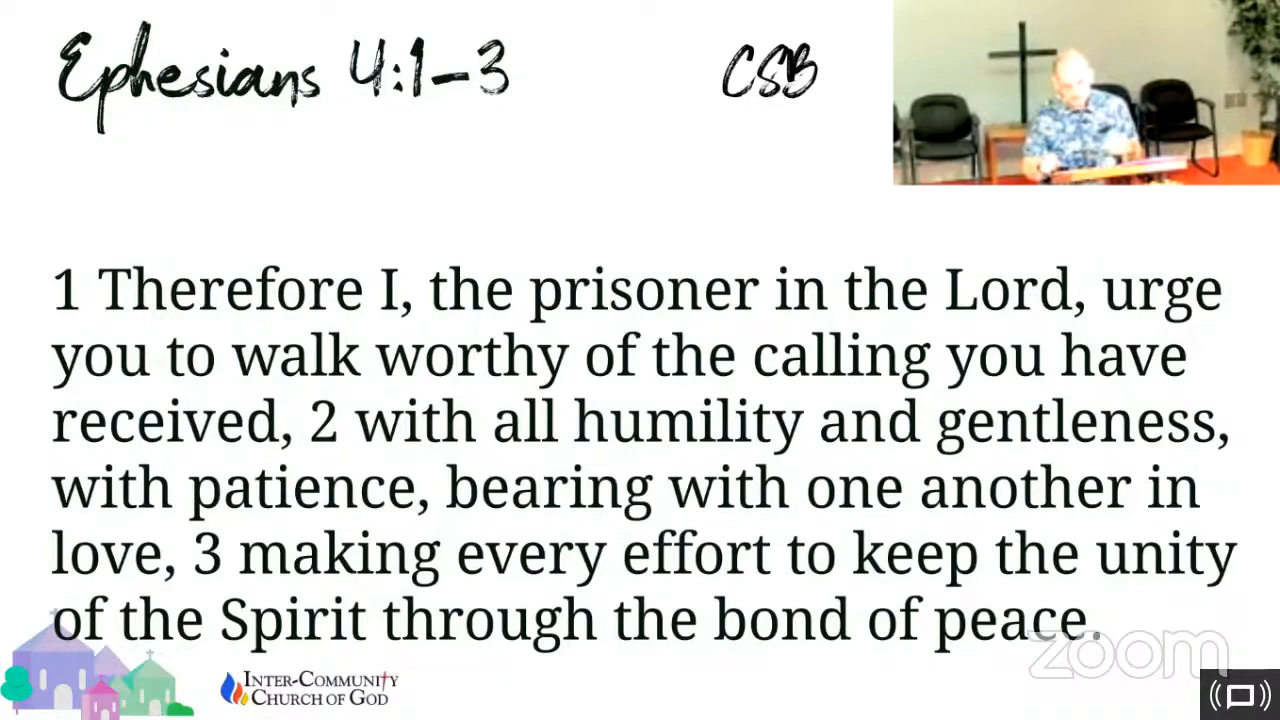 Ephesians 4:1-3
CSB
1 Therefore I, the prisoner in the Lord, urge
you to walk worthy of the calling you have
received, 2 with all humility and gentleness,
with patience, bearing with one another in
love, 3 making every effort to keep the unity
of the Spirit through the bond of peace.
zoom
INTER-COMMUNITY
CHURCH OF GOD